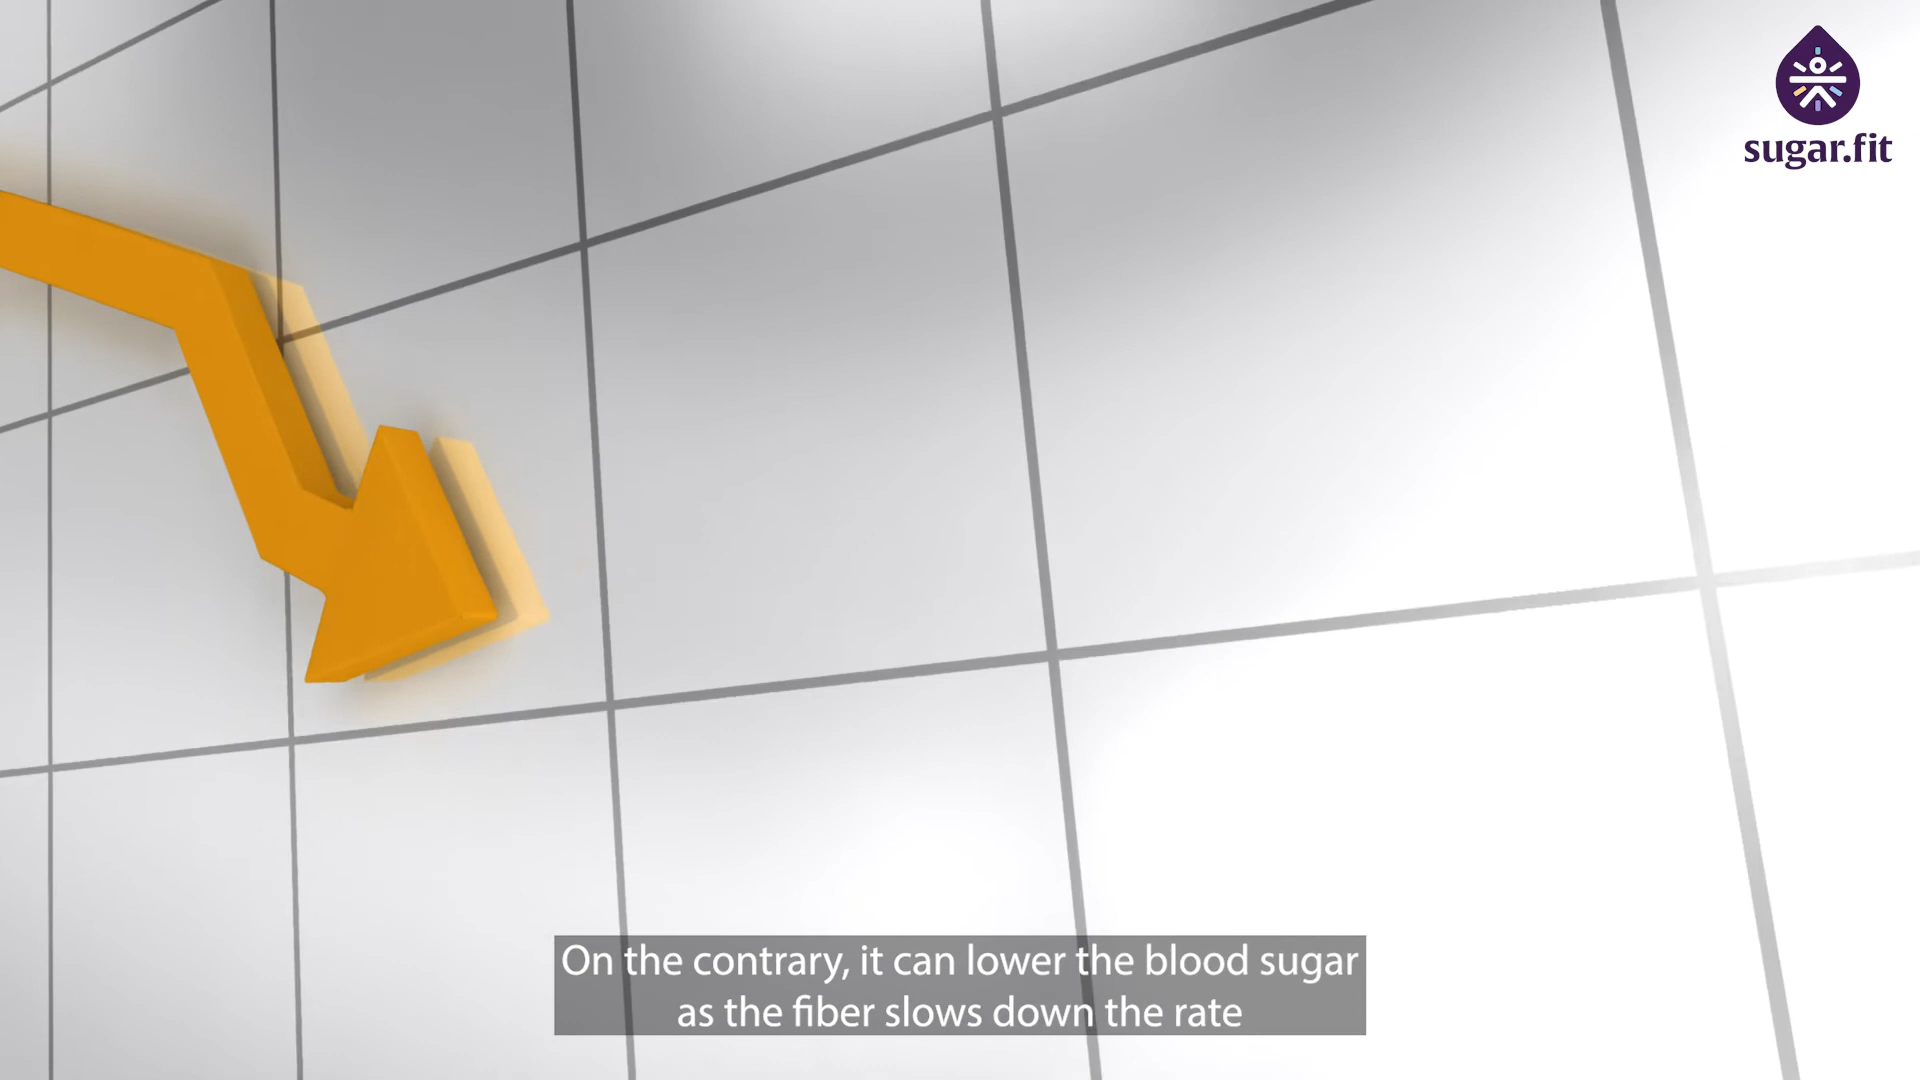 sugar.fit
On the contrary, it can lower the blood sugar
as the fiber slows down the rate